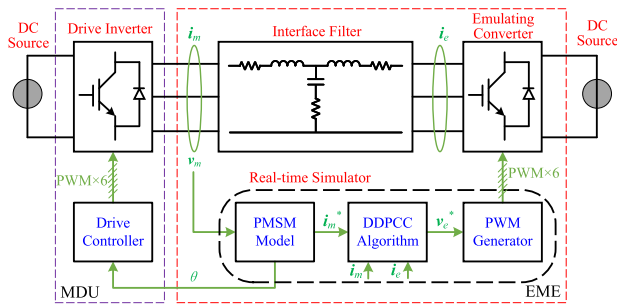 DC
Source
Drive Inverter
i_m
Interface Filter
i_e
Emulating
Converter
DC
Source
PWM×6
v_m
Real-time Simulator
PWM×6
Drive
Controller
PMSM
Model
i_m*
DDPCC
Algorithm
v_e*
PWM
Generator
θ
i_m
i_e
MDU
EME